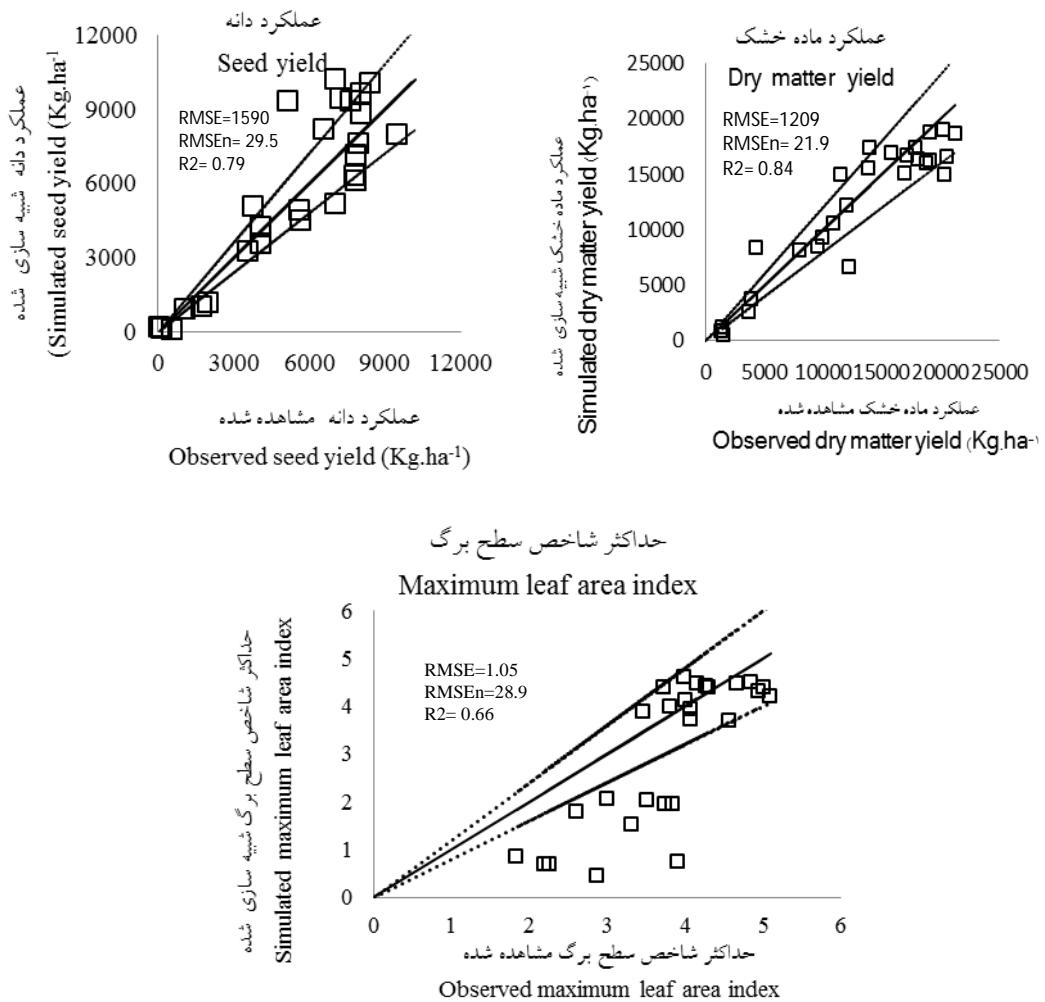 عملکرد دانه
Seed yield
RMSE=1590
RMSEn= 29.5
R2= 0.79
12000
9000
6000
3000
0
0 3000 6000 9000 12000
عملکرد دانه شبیه سازی شده
(Simulated seed yield (Kg.ha-1)
عملکرد دانه مشاهده شده
Observed seed yield (Kg.ha-1)
عملکرد ماده خشک
Dry matter yield
RMSE=1209
RMSEn= 21.9
R2= 0.84
25000
20000
15000
10000
5000
0
0 5000 10000 15000 20000 25000
عملکرد ماده خشک شبیه سازی شده
Simulated dry matter yield (Kg.ha-1)
عملکرد ماده خشک مشاهده شده
Observed dry matter yield (Kg.ha-1
حداکثر شاخص سطح برگ
Maximum leaf area index
RMSE=1.05
RMSEn=28.9
R2= 0.66
6
5
4
3
2
1
0
0 1 2 3 4 5 6
حداکثر شاخص سطح برگ شبیه سازی شده
Simulated maximum leaf area index
حداکثر شاخص سطح برگ مشاهده شده
Observed maximum leaf area index